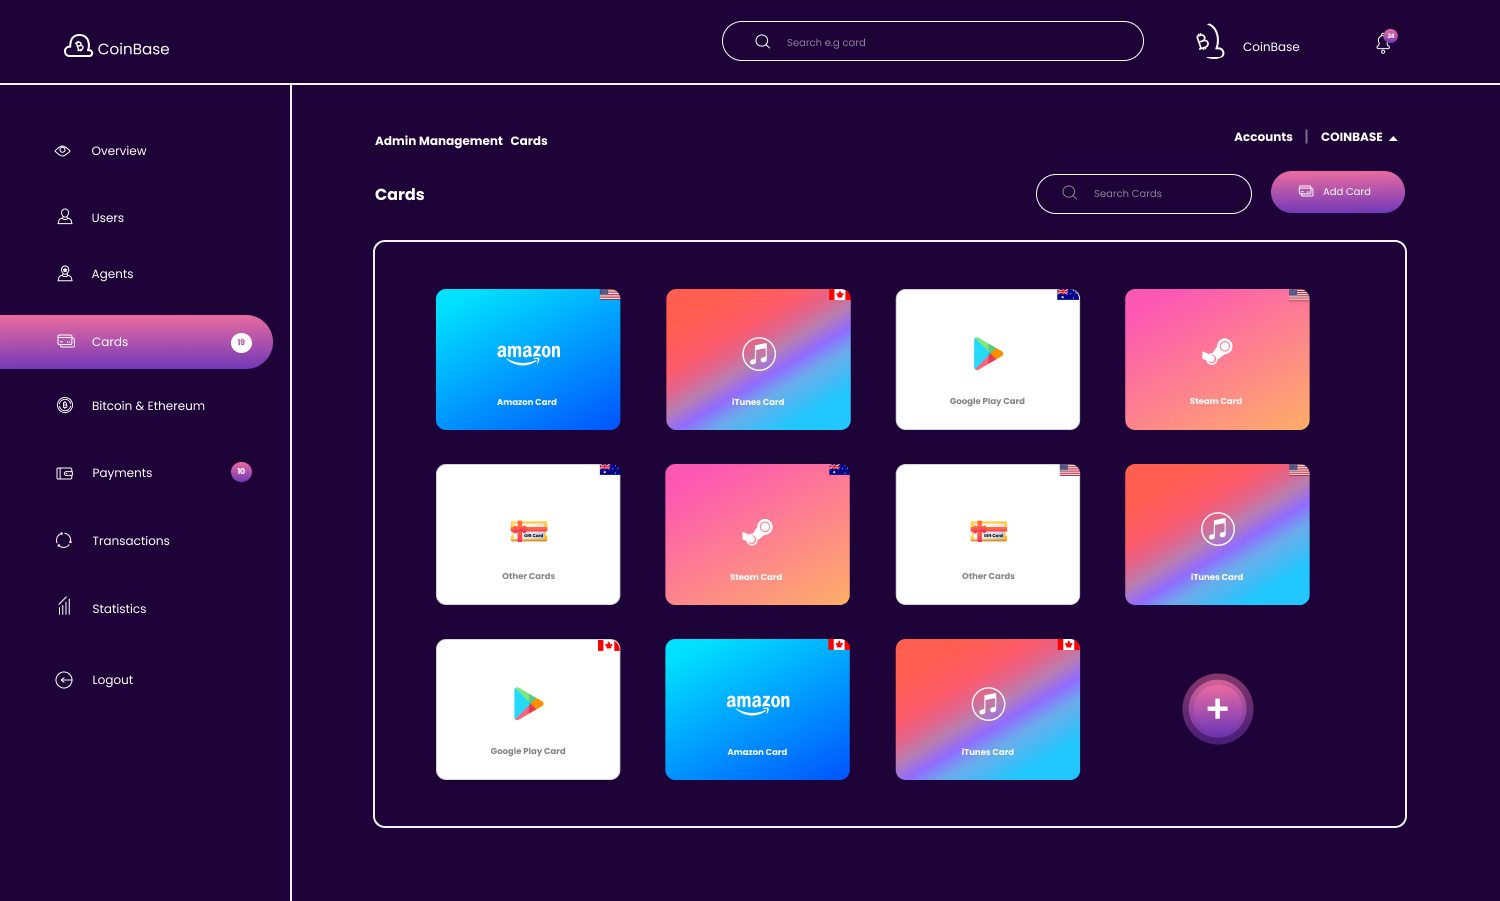 CoinBase
Search e.g card
CoinBase
24
Overview
Users
Agents
Cards
19
Bitcoin & Ethereum
Payments
10
Transactions
Statistics
Logout
Admin Management Cards
Accounts | COINBASE
Cards
Search Cards
Add Card
amazon
Amazon Card
iTunes Card
Google Play Card
Steam Card
Gift Card
Other Cards
Steam Card
Gift Card
Other Cards
iTunes Card
Google Play Card
amazon
Amazon Card
iTunes Card